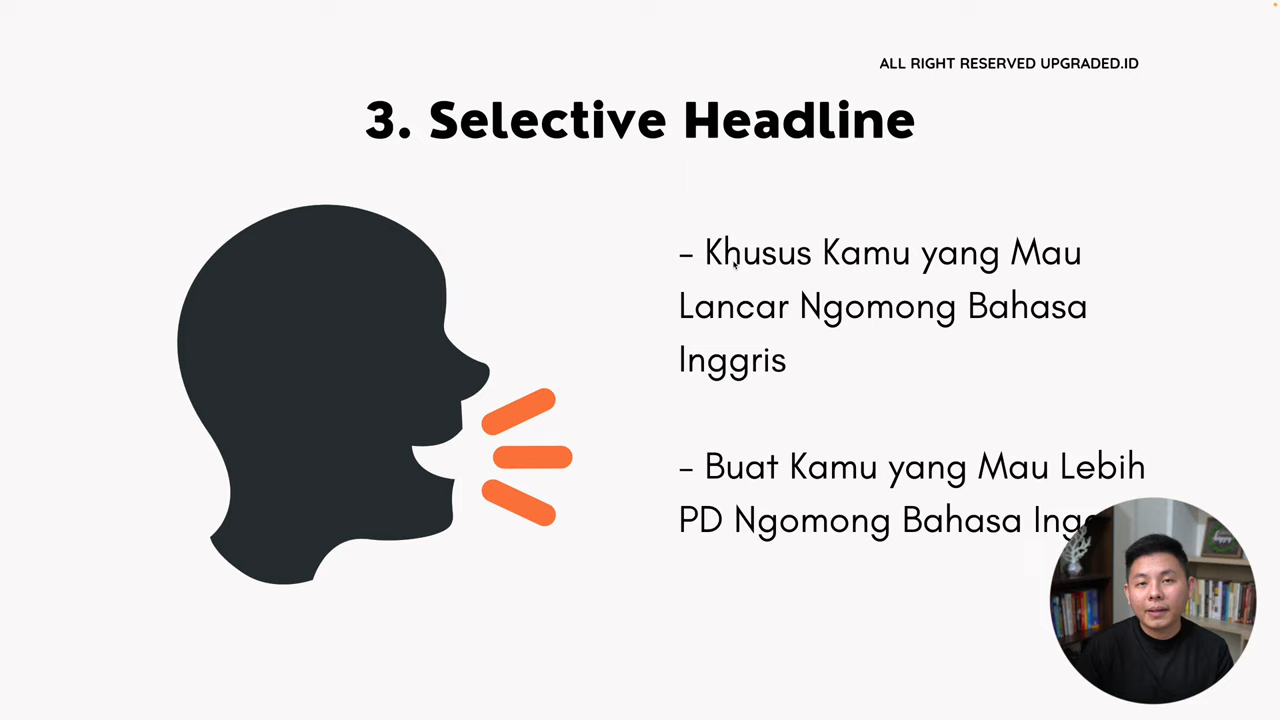 ALL RIGHT RESERVED UPGRADED.ID
3. Selective Headline
- Khusus Kamu yang Mau
Lancar Ngomong Bahasa
Inggris
- Buat Kamu yang Mau Lebih
PD Ngomong Bahasa